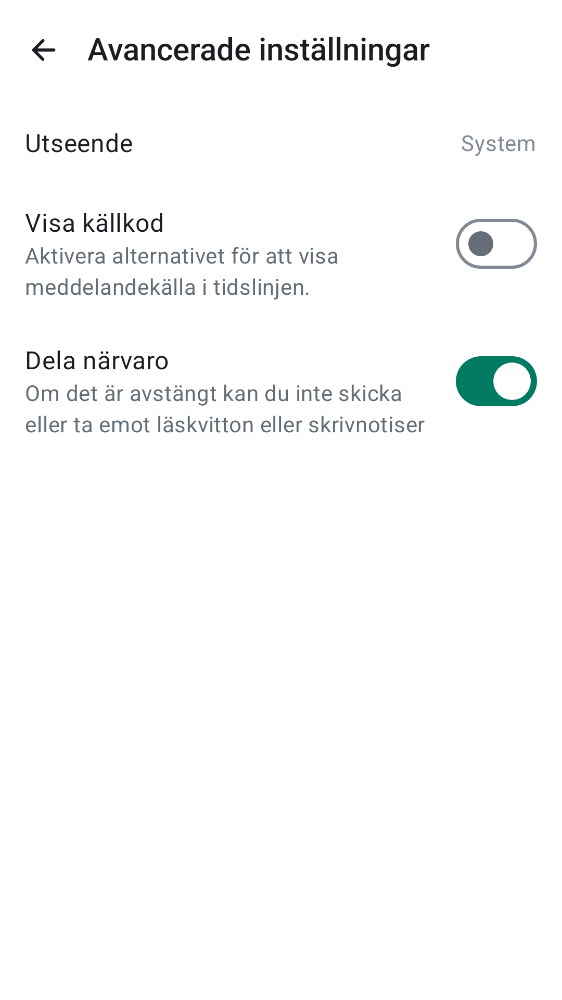 Avancerade inställningar
Utseende
System
Visa källkod
Aktivera alternativet för att visa
meddelandekälla i tidslinjen.
Dela närvaro
Om det är avstängt kan du inte skicka
eller ta emot läskvitton eller skrivnotiser